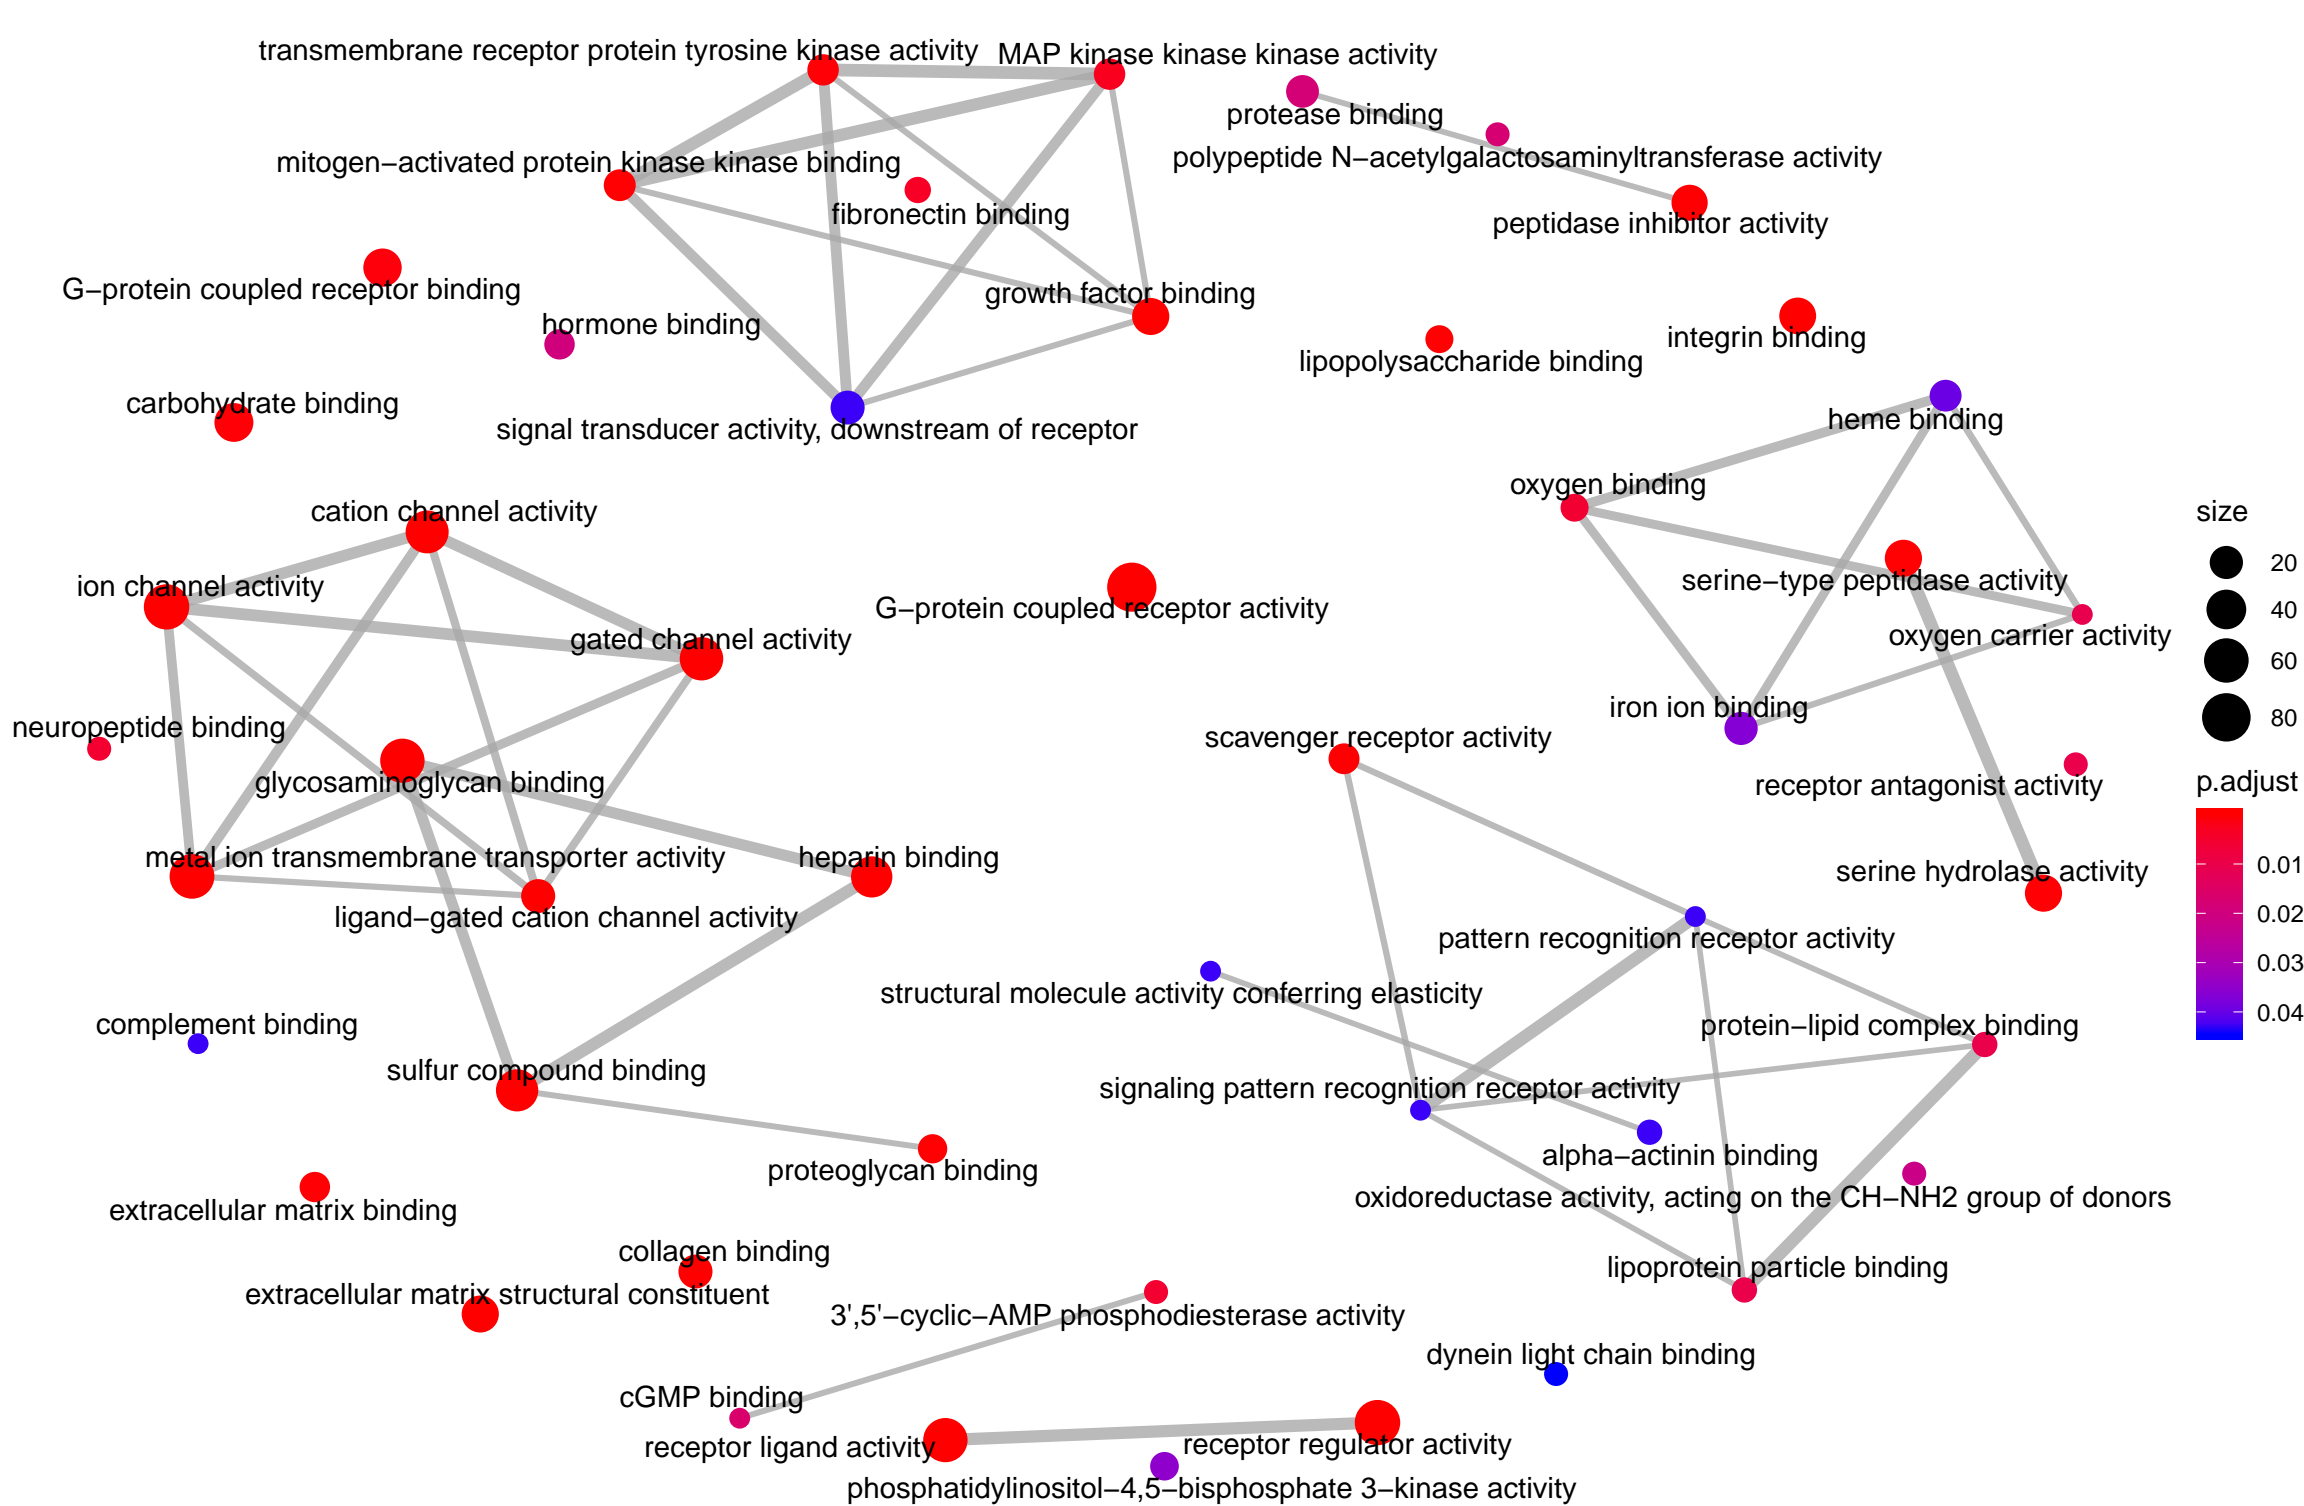 transmembrane receptor protein tyrosine kinase activity
MAP kinase kinase kinase activity
protease binding
polypeptide N−acetylgalactosaminyltransferase activity
mitogen−activated protein kinase kinase binding
fibronectin binding
peptidase inhibitor activity
G−protein coupled receptor binding
growth factor binding
hormone binding
integrin binding
lipopolysaccharide binding
carbohydrate binding
heme binding
signal transducer activity, downstream of receptor
oxygen binding
cation channel activity
size
20
40
60
80
ion channel activity
serine−type peptidase activity
G−protein coupled receptor activity
gated channel activity
oxygen carrier activity
iron ion binding
neuropeptide binding
scavenger receptor activity
glycosaminoglycan binding
receptor antagonist activity
p.adjust
0.01
0.02
0.03
0.04
metal ion transmembrane transporter activity
heparin binding
serine hydrolase activity
ligand−gated cation channel activity
pattern recognition receptor activity
structural molecule activity conferring elasticity
complement binding
protein−lipid complex binding
sulfur compound binding
signaling pattern recognition receptor activity
alpha−actinin binding
proteoglycan binding
oxidoreductase activity, acting on the CH−NH2 group of donors
extracellular matrix binding
collagen binding
lipoprotein particle binding
extracellular matrix structural constituent
3',5'−cyclic−AMP phosphodiesterase activity
dynein light chain binding
cGMP binding
receptor ligand activity
receptor regulator activity
phosphatidylinositol−4,5−bisphosphate 3−kinase activity